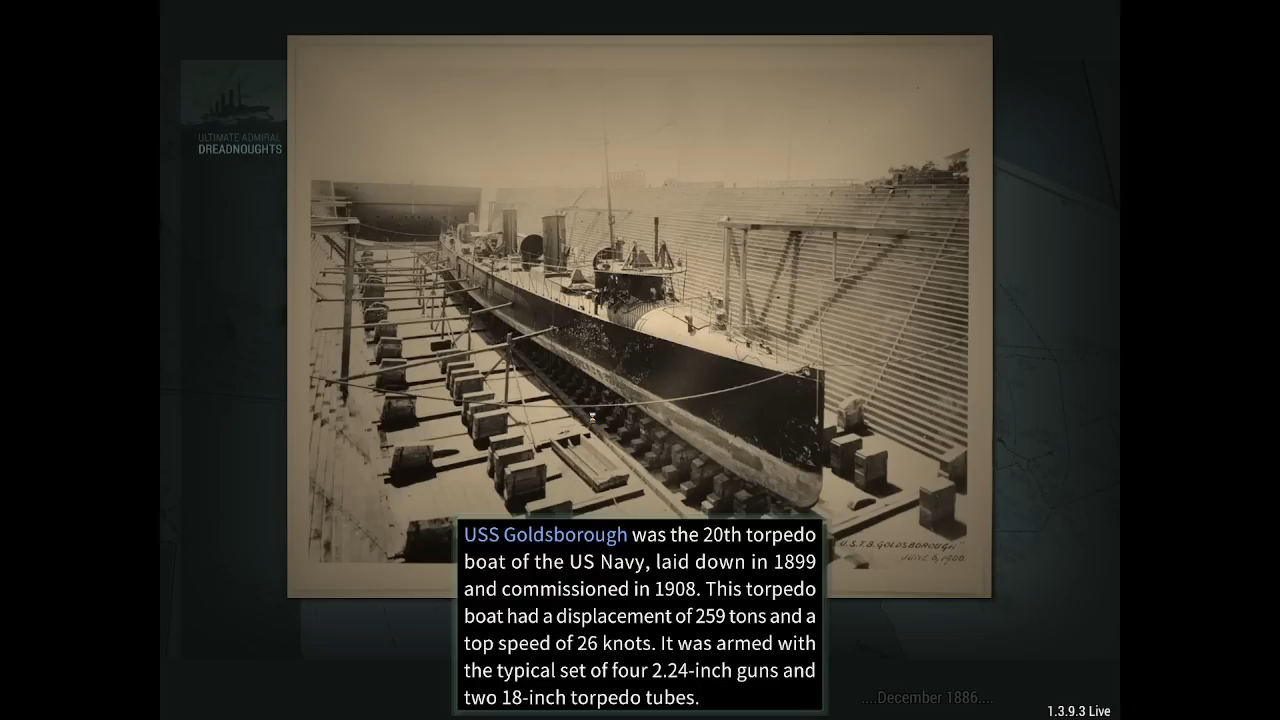 ULTIMATE ADMIRAL
DREADNOUGHTS
U.S.T.B. GOLDSBOROUGH"
JUNE 6, 1908.
USS Goldsborough was the 20th torpedo
boat of the US Navy, laid down in 1899
and commissioned in 1908. This torpedo
boat had a displacement of 259 tons and a
top speed of 26 knots. It was armed with
the typical set of four 2.24-inch guns and
two 18-inch torpedo tubes.
....December 1886....
1.3.9.3 Live